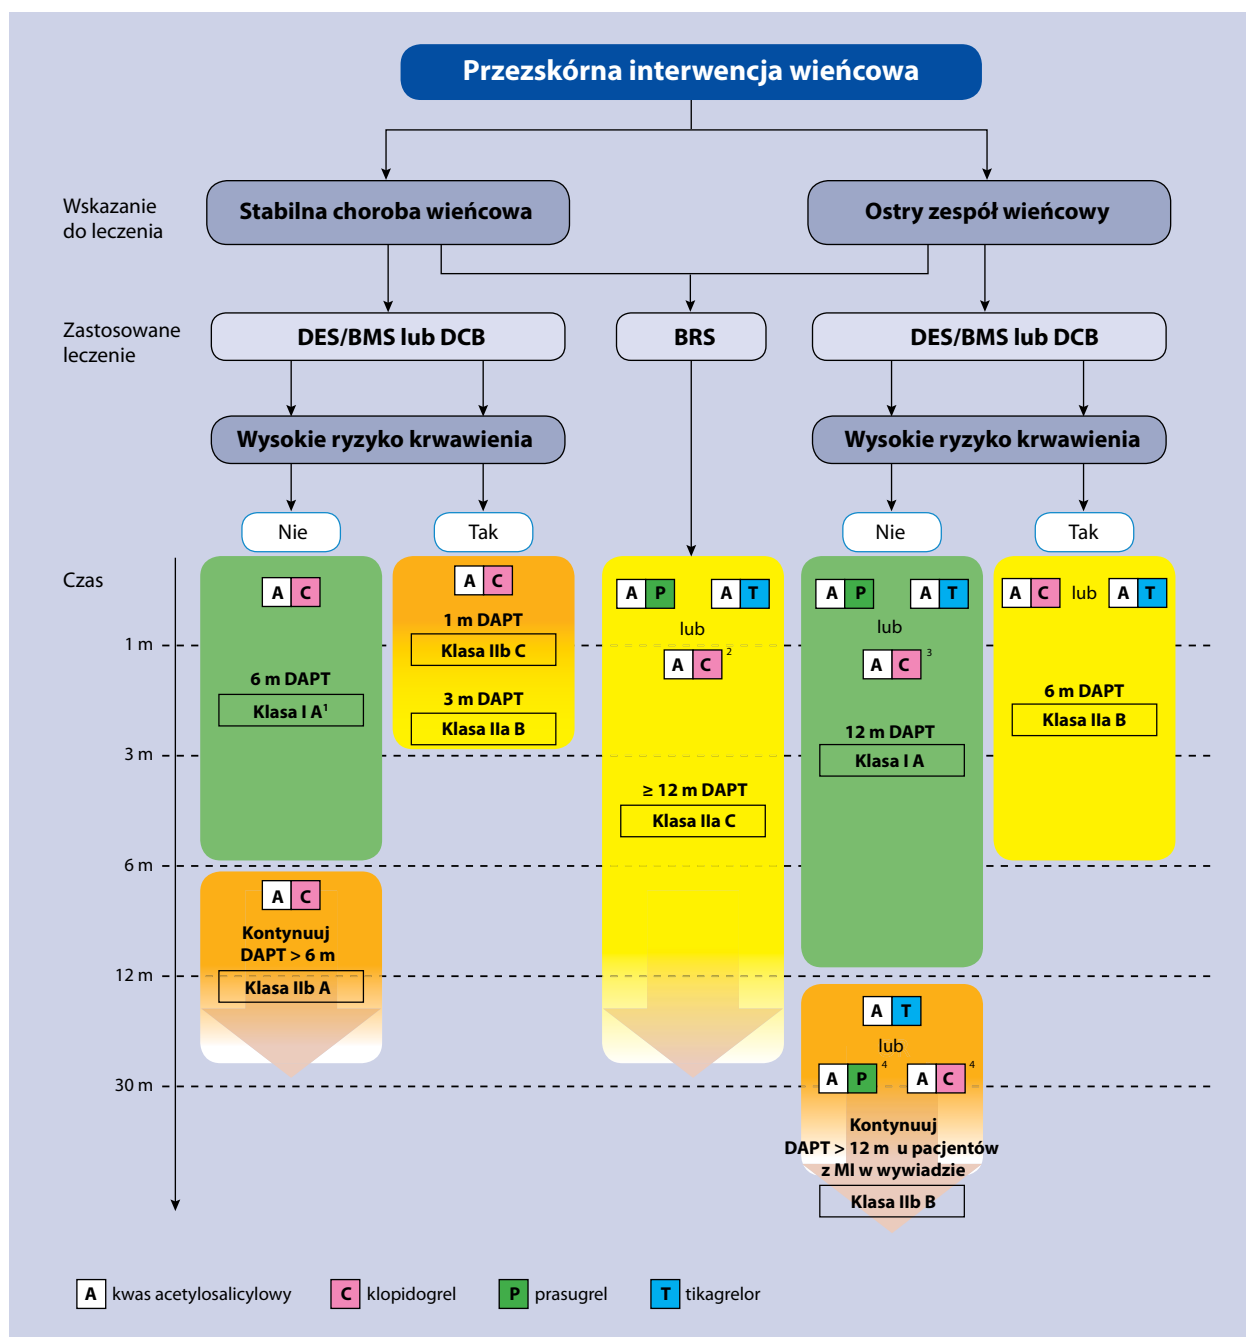 Przezskórna interwencja wieńcowa
Wskazanie
do leczenia
Stabilna choroba wieńcowa
Ostry zespół wieńcowy
Zastosowane
leczenie
DES/BMS lub DCB
BRS
DES/BMS lub DCB
Wysokie ryzyko krwawienia
Wysokie ryzyko krwawienia
Nie
Tak
Nie
Tak
Czas
1 m
3 m
6 m
12 m
30 m
A C
6 m DAPT
Klasa I A¹
A C
Kontynuuj
DAPT > 6 m
Klasa IIb A
A C
1 m DAPT
Klasa IIb C
3 m DAPT
Klasa IIa B
A P A T
lub
A C ²
≥ 12 m DAPT
Klasa IIa C
A P A T
lub
A C ³
12 m DAPT
Klasa I A
A T
lub
A P ⁴ A C ⁴
Kontynuuj
DAPT > 12 m u pacjentów
z MI w wywiadzie
Klasa IIb B
A C lub A T
6 m DAPT
Klasa IIa B
A kwas acetylosalicylowy C klopidogrel P prasugrel T tikagrelor